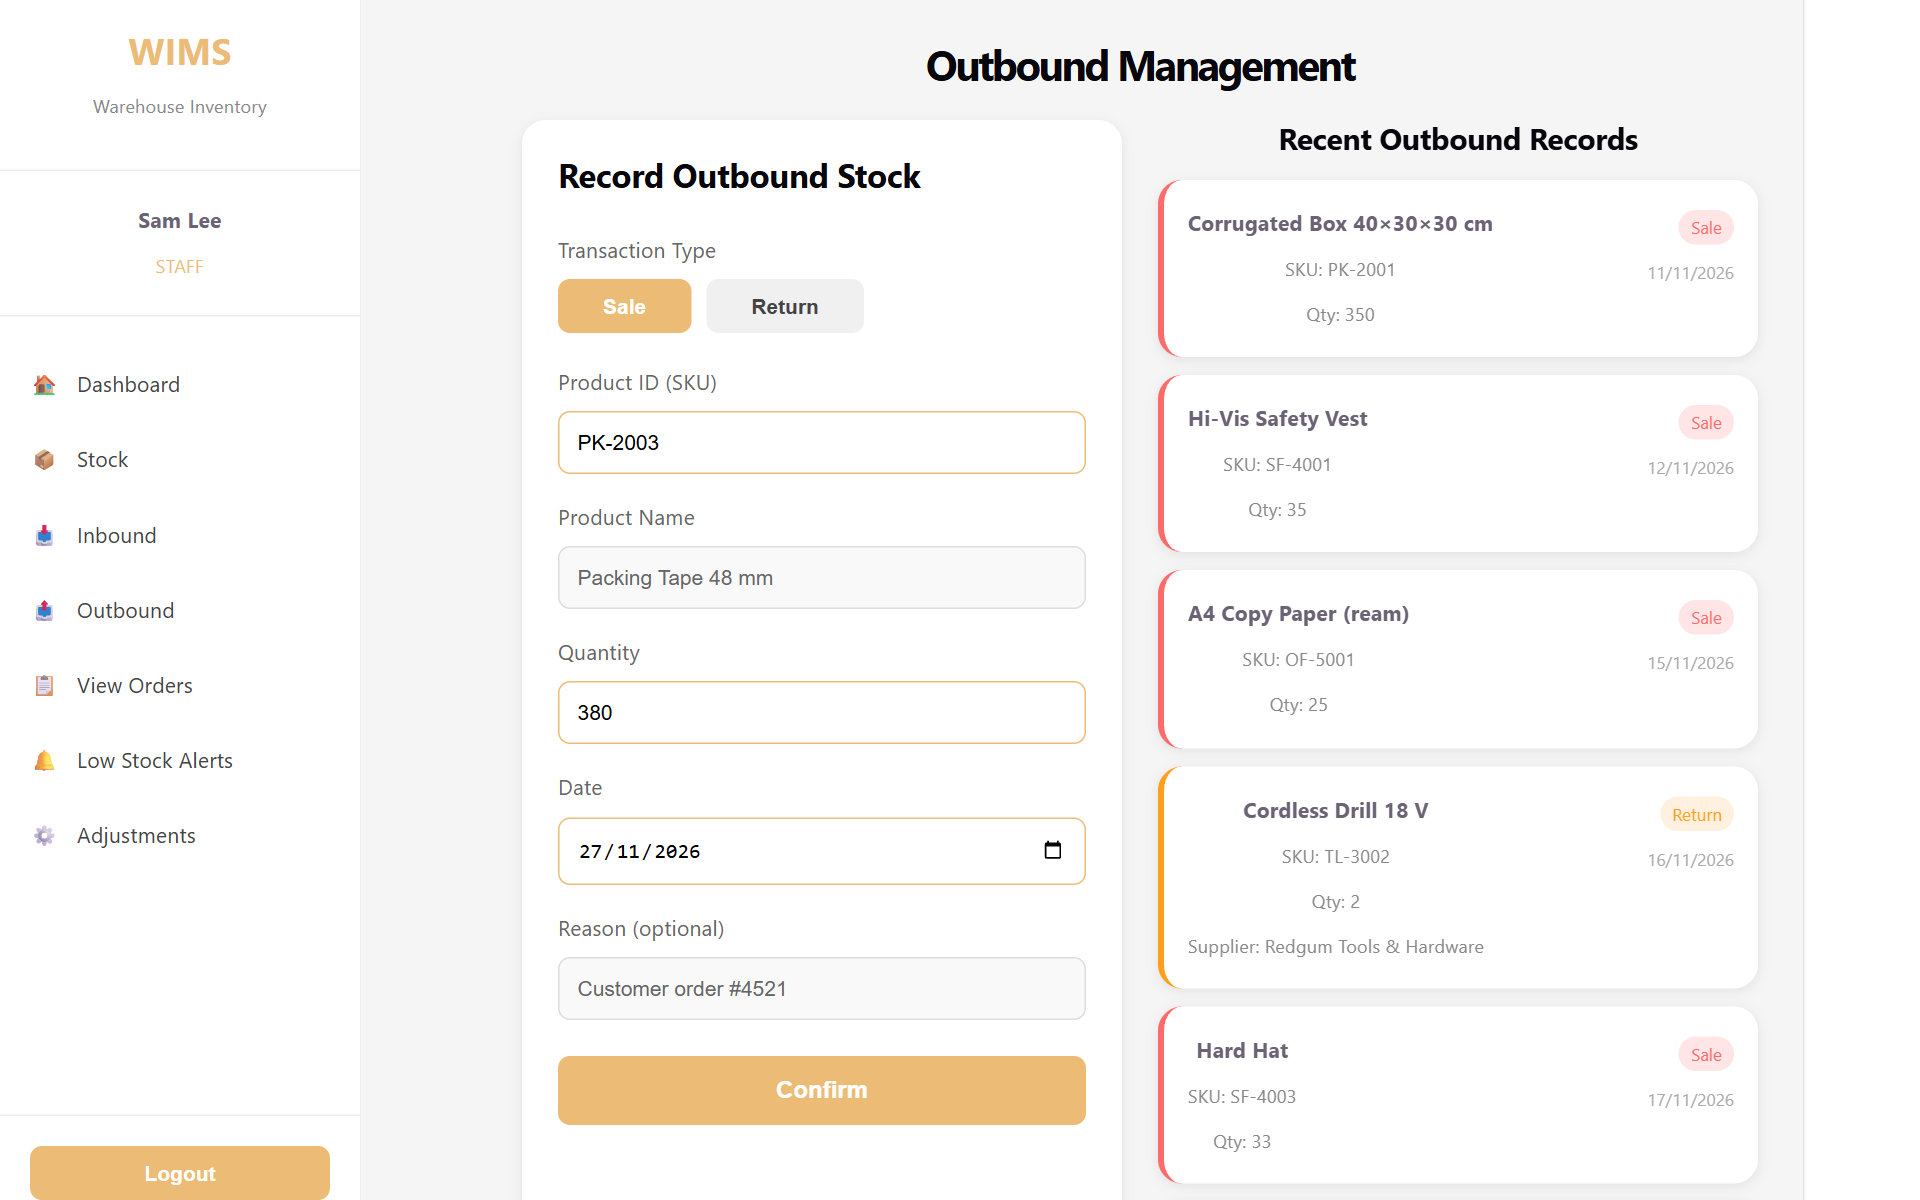 WIMS
Warehouse Inventory
Sam Lee
STAFF
Dashboard
Stock
Inbound
Outbound
View Orders
Low Stock Alerts
Adjustments
Logout
Outbound Management
Record Outbound Stock
Transaction Type
Sale
Return
Product ID (SKU)
PK-2003
Product Name
Packing Tape 48 mm
Quantity
380
Date
27/11/2026
Reason (optional)
Customer order #4521
Confirm
Recent Outbound Records
Corrugated Box 40×30×30 cm
Sale
SKU: PK-2001
11/11/2026
Qty: 350
Hi-Vis Safety Vest
Sale
SKU: SF-4001
12/11/2026
Qty: 35
A4 Copy Paper (ream)
Sale
SKU: OF-5001
15/11/2026
Qty: 25
Cordless Drill 18 V
Return
SKU: TL-3002
16/11/2026
Qty: 2
Supplier: Redgum Tools & Hardware
Hard Hat
Sale
SKU: SF-4003
17/11/2026
Qty: 33